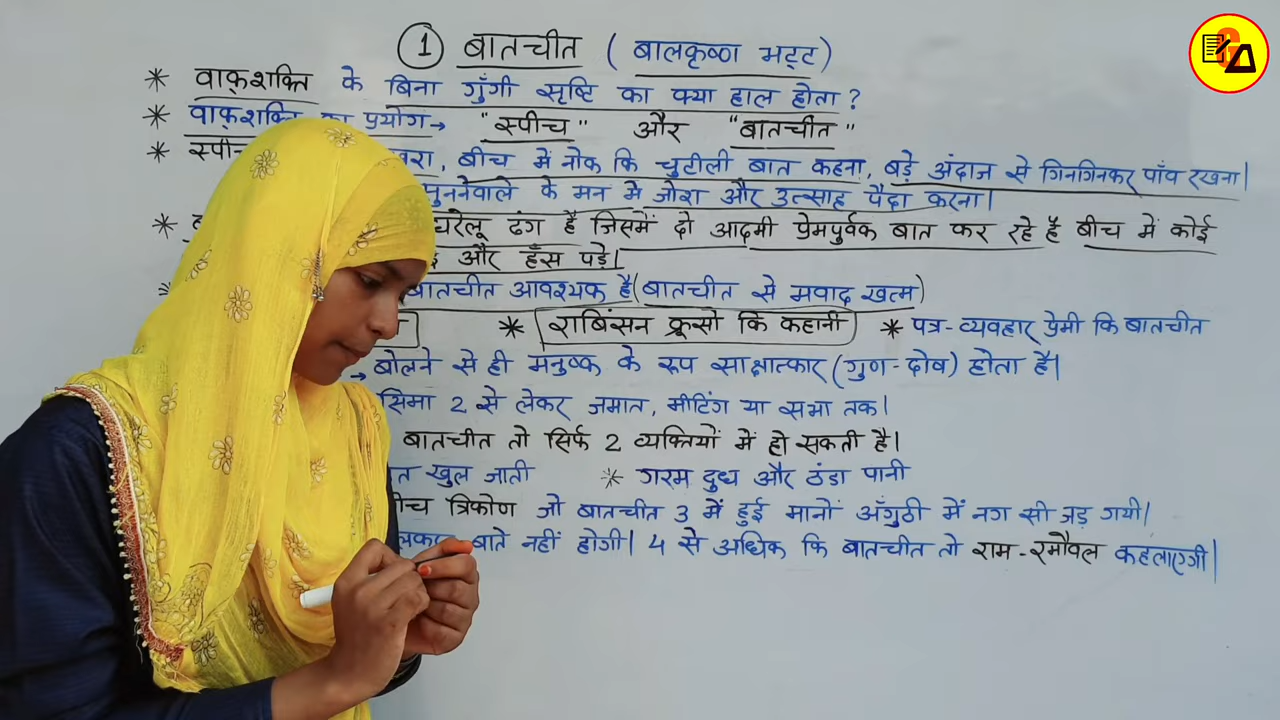 ① बातचीत ( बालकृष्ण भट्ट )
* वाक्शक्ति के बिना गुँगी सृष्टि का क्या हाल होता ?
* वाक्शक्ति का प्रयोग → "स्पीच" और "बातचीत"
* स्पीच बीच में नोक कि चुटीली बात कहना, बड़े अंदाज से गिनगिनकर पाँव रखना।
सुननेवाले के मन में जोश और उत्साह पैदा करना।
* घरेलू ढंग है जिसमें दो आदमी प्रेमपुर्वक बात कर रहे है बीच में कोई
और हँस पड़े।
बातचीत आवश्यक है (बातचीत से मवाद खत्म)
* राबिंसन क्रूसो कि कहानी * पत्र-व्यवहार् प्रेमी कि बातचीत
→ बोलने से ही मनुष्क के रूप साक्षात्कार् (गुण-दोष) होता है।
सिमा 2 से लेकर् जमात, मीटिंग या सभा तक।
बातचीत तो सिर्फ 2 व्यक्तियों में हो सकती है।
खुल जाती * गरम दुध और ठंडा पानी
त्रिकोण जो बातचीत 3 में हुई मानों अँगुठी में नग सी जड़ गयी।
बाते नहीं होगी। 4 से अधिक कि बातचीत तो राम-रमौवल कहलाएगी।